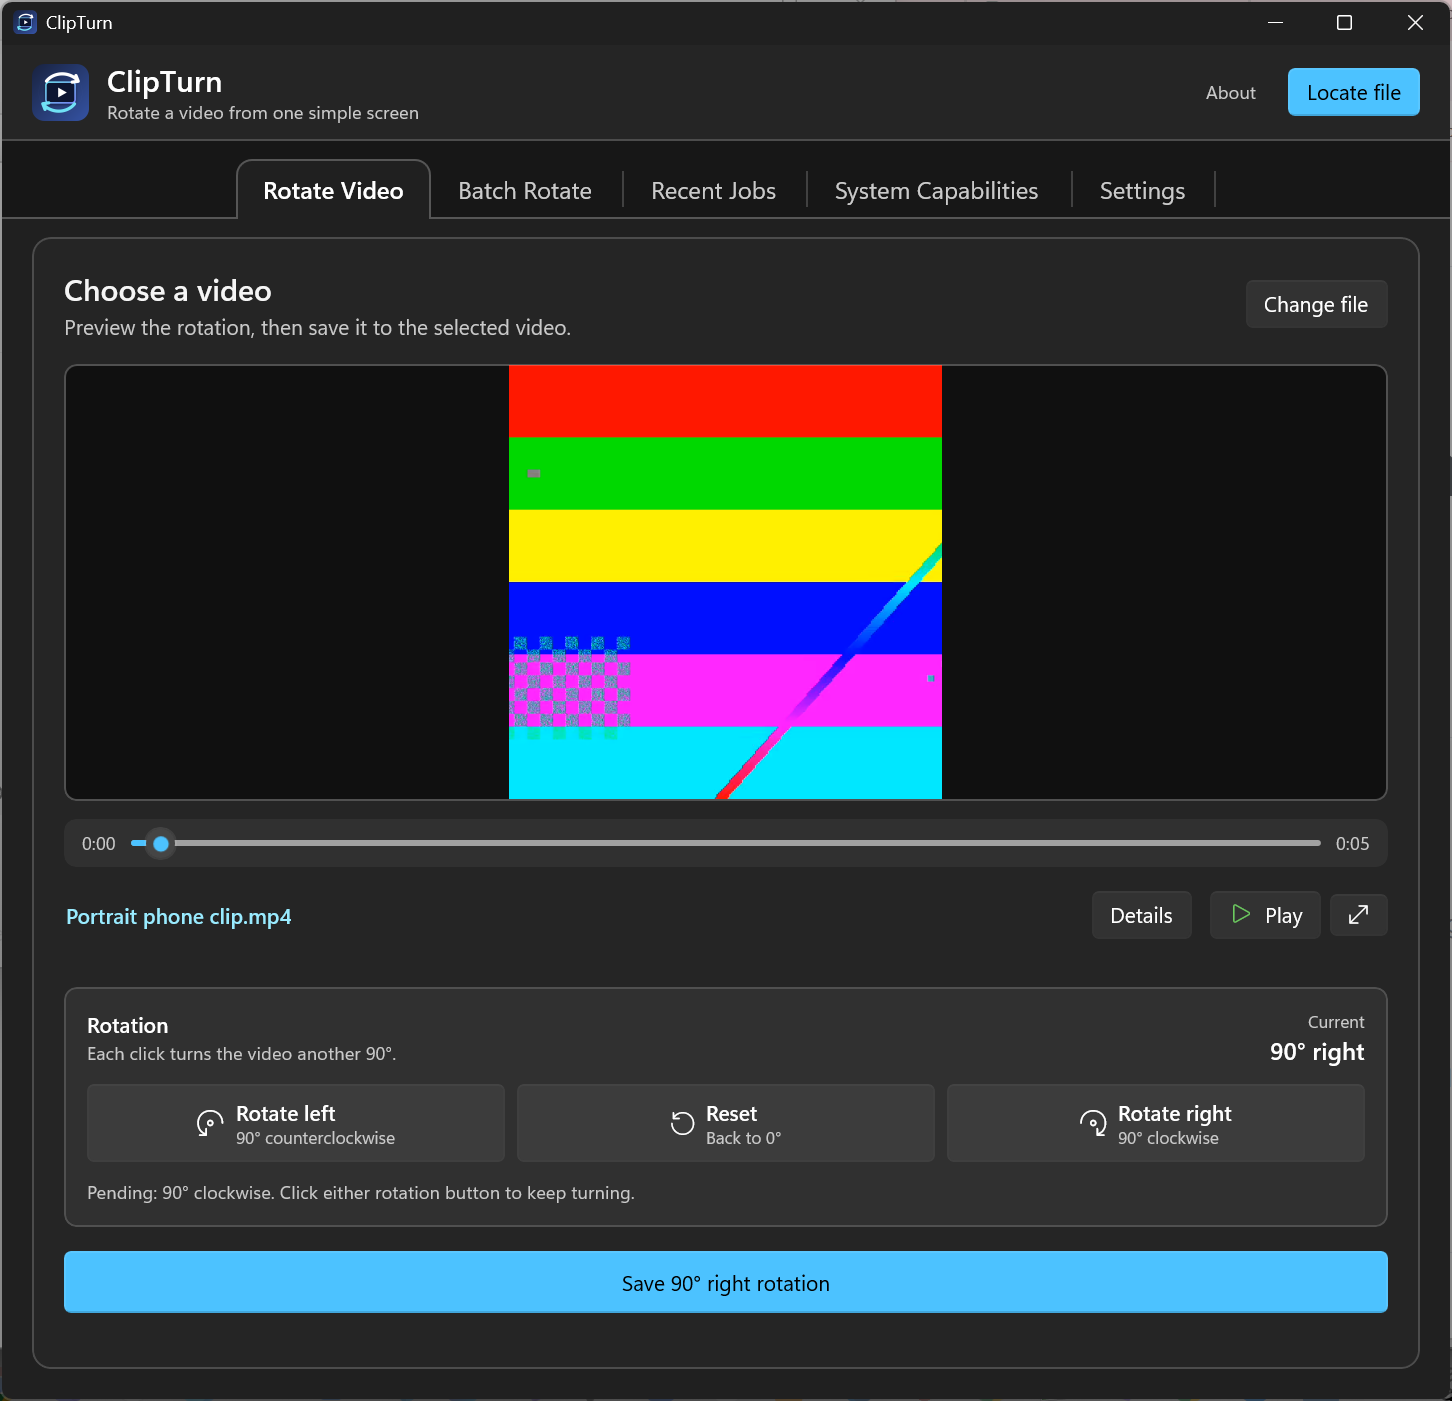 ClipTurn
ClipTurn
Rotate a video from one simple screen
About
Locate file
Rotate Video
Batch Rotate
Recent Jobs
System Capabilities
Settings
Choose a video
Preview the rotation, then save it to the selected video.
Change file
0:00
0:05
Portrait phone clip.mp4
Details
Play
Rotation
Each click turns the video another 90°.
Current
90° right
Rotate left
90° counterclockwise
Reset
Back to 0°
Rotate right
90° clockwise
Pending: 90° clockwise. Click either rotation button to keep turning.
Save 90° right rotation